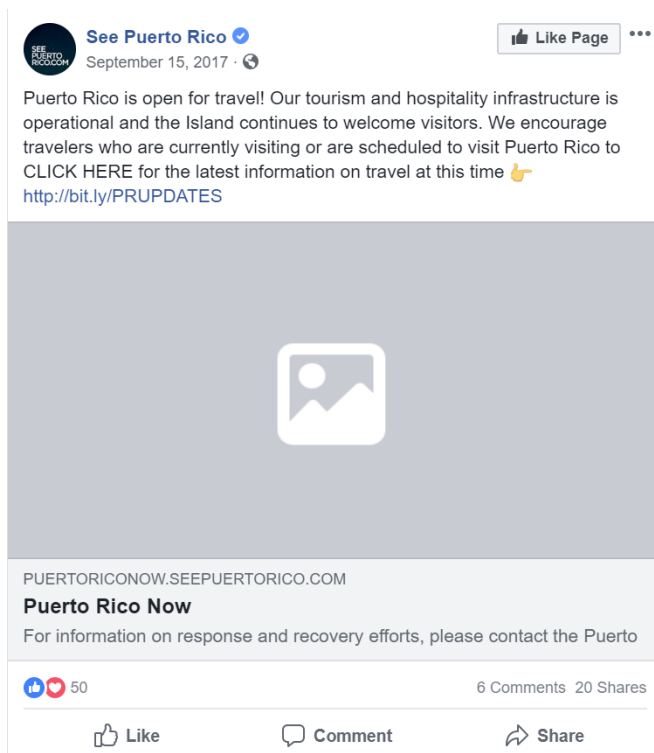 SEE
PUERTO
RICO.COM
See Puerto Rico
Like Page
September 15, 2017 ·
Puerto Rico is open for travel! Our tourism and hospitality infrastructure is
operational and the Island continues to welcome visitors. We encourage
travelers who are currently visiting or are scheduled to visit Puerto Rico to
CLICK HERE for the latest information on travel at this time 👉
http://bit.ly/PRUPDATES
PUERTORICONOW.SEEPUERTORICO.COM
Puerto Rico Now
For information on response and recovery efforts, please contact the Puerto
50
6 Comments 20 Shares
Like
Comment
Share